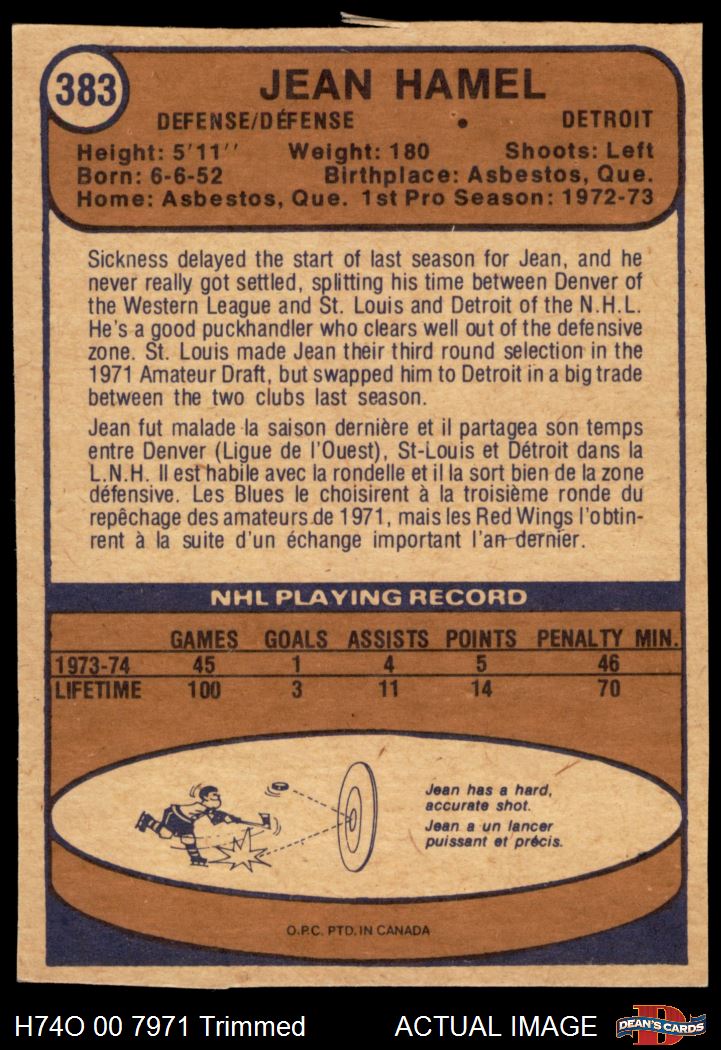 383
JEAN HAMEL
DEFENSE/DÉFENSE • DETROIT
Height: 5'11'' Weight: 180 Shoots: Left
Born: 6-6-52 Birthplace: Asbestos, Que.
Home: Asbestos, Que. 1st Pro Season: 1972-73
Sickness delayed the start of last season for Jean, and he
never really got settled, splitting his time between Denver of
the Western League and St. Louis and Detroit of the N.H.L.
He's a good puckhandler who clears well out of the defensive
zone. St. Louis made Jean their third round selection in the
1971 Amateur Draft, but swapped him to Detroit in a big trade
between the two clubs last season.
Jean fut malade la saison dernière et il partagea son temps
entre Denver (Ligue de l'Ouest), St-Louis et Détroit dans la
L.N.H. Il est habile avec la rondelle et il la sort bien de la zone
défensive. Les Blues le choisirent à la troisième ronde du
repêchage des amateurs de 1971, mais les Red Wings l'obtin-
rent à la suite d'un échange important l'an dernier.
NHL PLAYING RECORD
GAMES GOALS ASSISTS POINTS PENALTY MIN.
1973-74 45 1 4 5 46
LIFETIME 100 3 11 14 70
Jean has a hard,
accurate shot.
Jean a un lancer
puissant et précis.
O.P.C. PTD. IN CANADA
H74O 00 7971 Trimmed ACTUAL IMAGE D DEAN'S CARDS